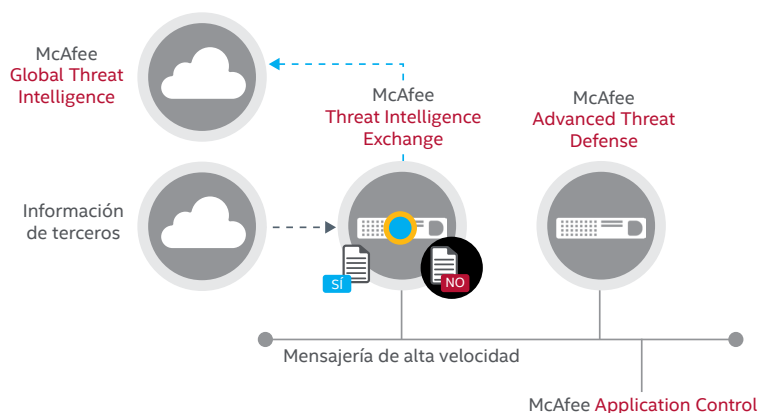 McAfee
Global Threat
Intelligence
McAfee
Threat Intelligence
Exchange
McAfee
Advanced Threat
Defense
Información
de terceros
SÍ
NO
Mensajería de alta velocidad
McAfee Application Control